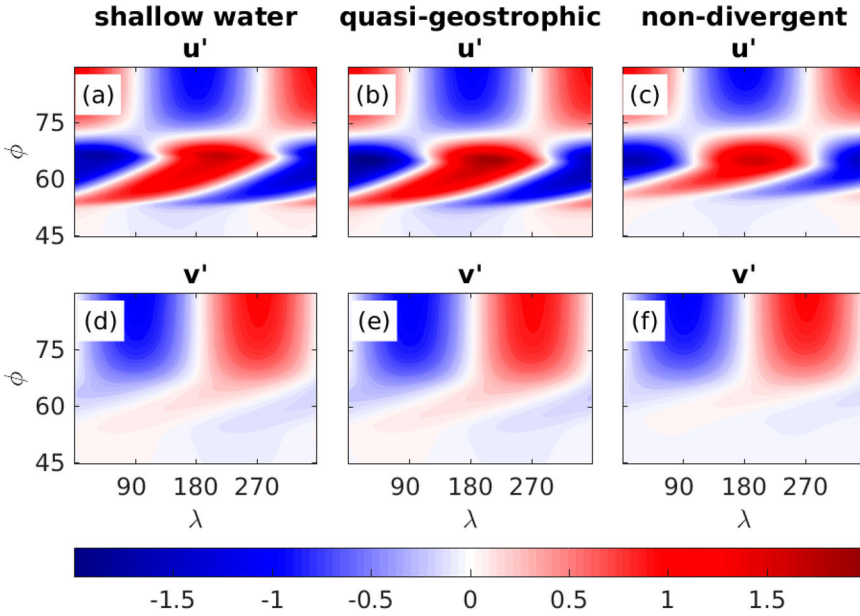 shallow water quasi-geostrophic non-divergent
u' u' u'
(a) (b) (c)
75
ϕ
60
45
v' v' v'
(d) (e) (f)
75
ϕ
60
45
90 180 270 90 180 270 90 180 270
λ λ λ
-1.5 -1 -0.5 0 0.5 1 1.5